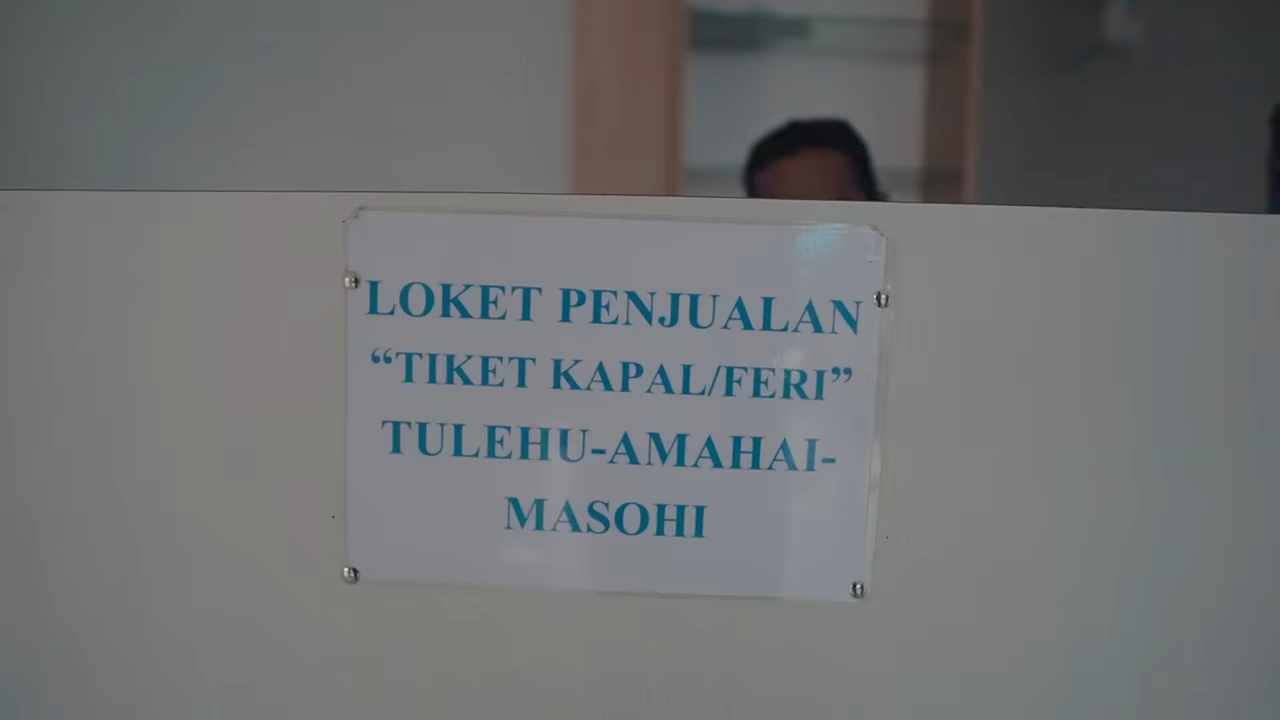 LOKET PENJUALAN
“TIKET KAPAL/FERI”
TULEHU-AMAHAI-
MASOHI